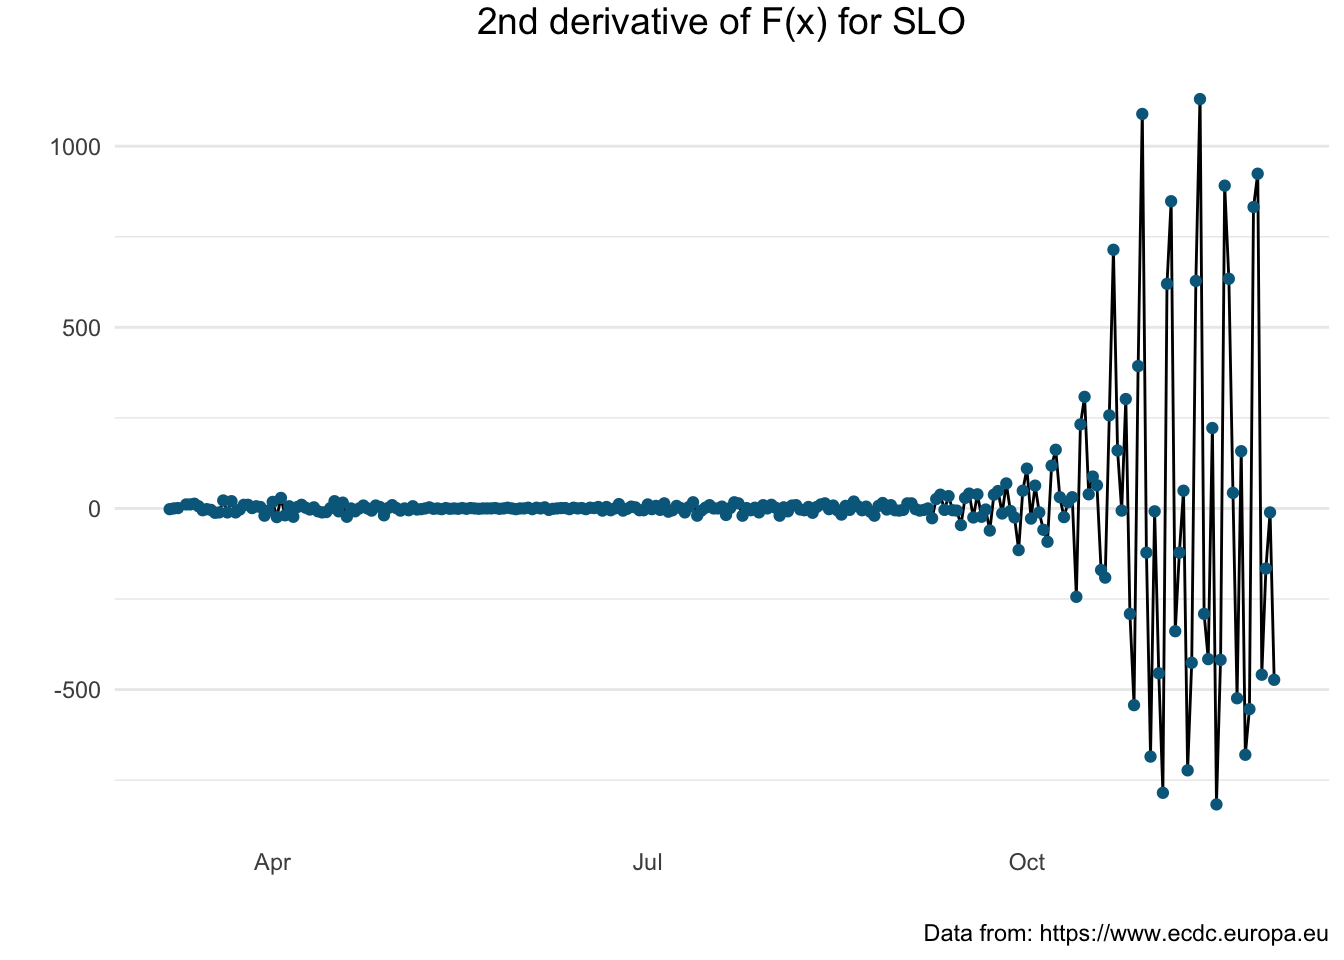 2nd derivative of F(x) for SLO
1000
500
0
-500
Apr Jul Oct
Data from: https://www.ecdc.europa.eu